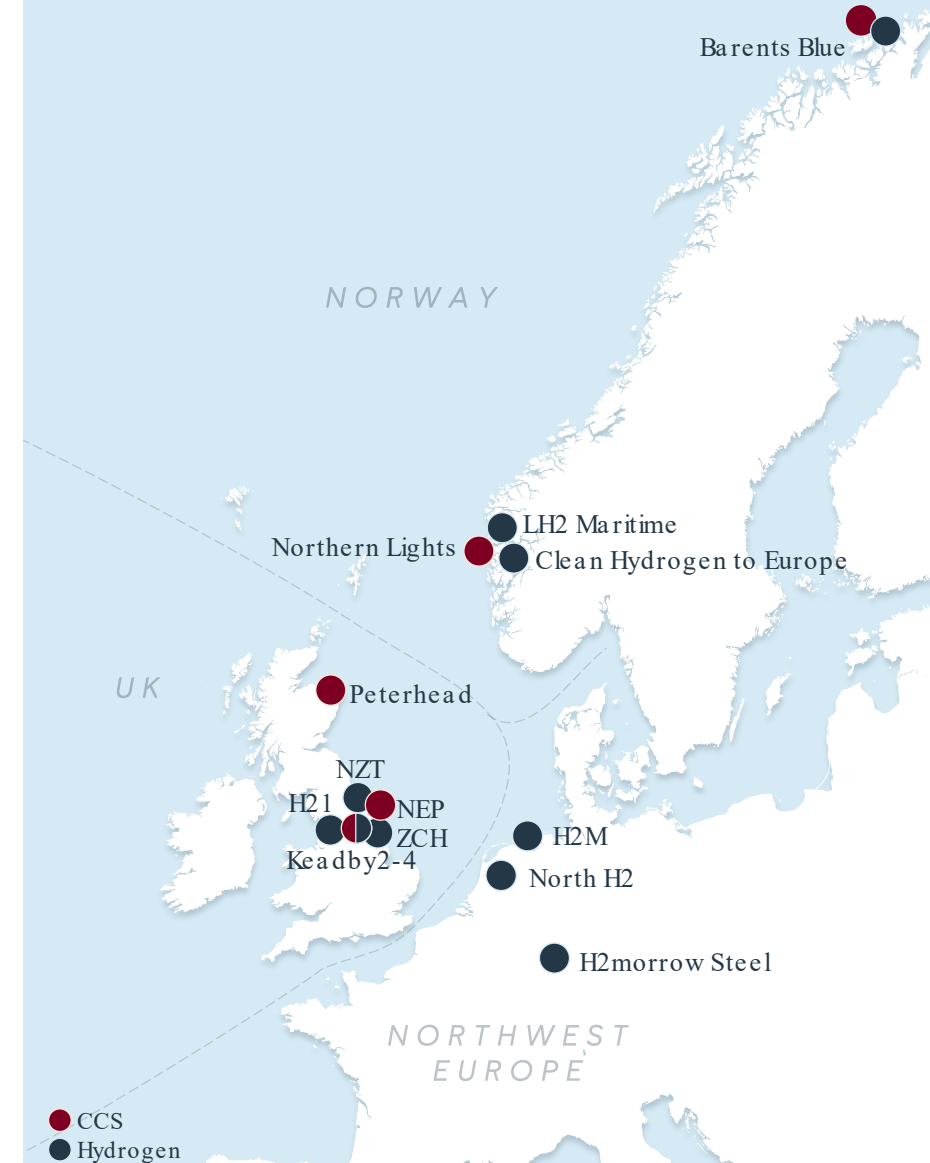 Barents Blue
NORWAY
LH2 Maritime
Northern Lights
Clean Hydrogen to Europe
UK
Peterhead
NZT
H21
NEP
ZCH
Keadby2-4
H2M
North H2
H2morrow Steel
NORTHWEST
EUROPE
CCS
Hydrogen